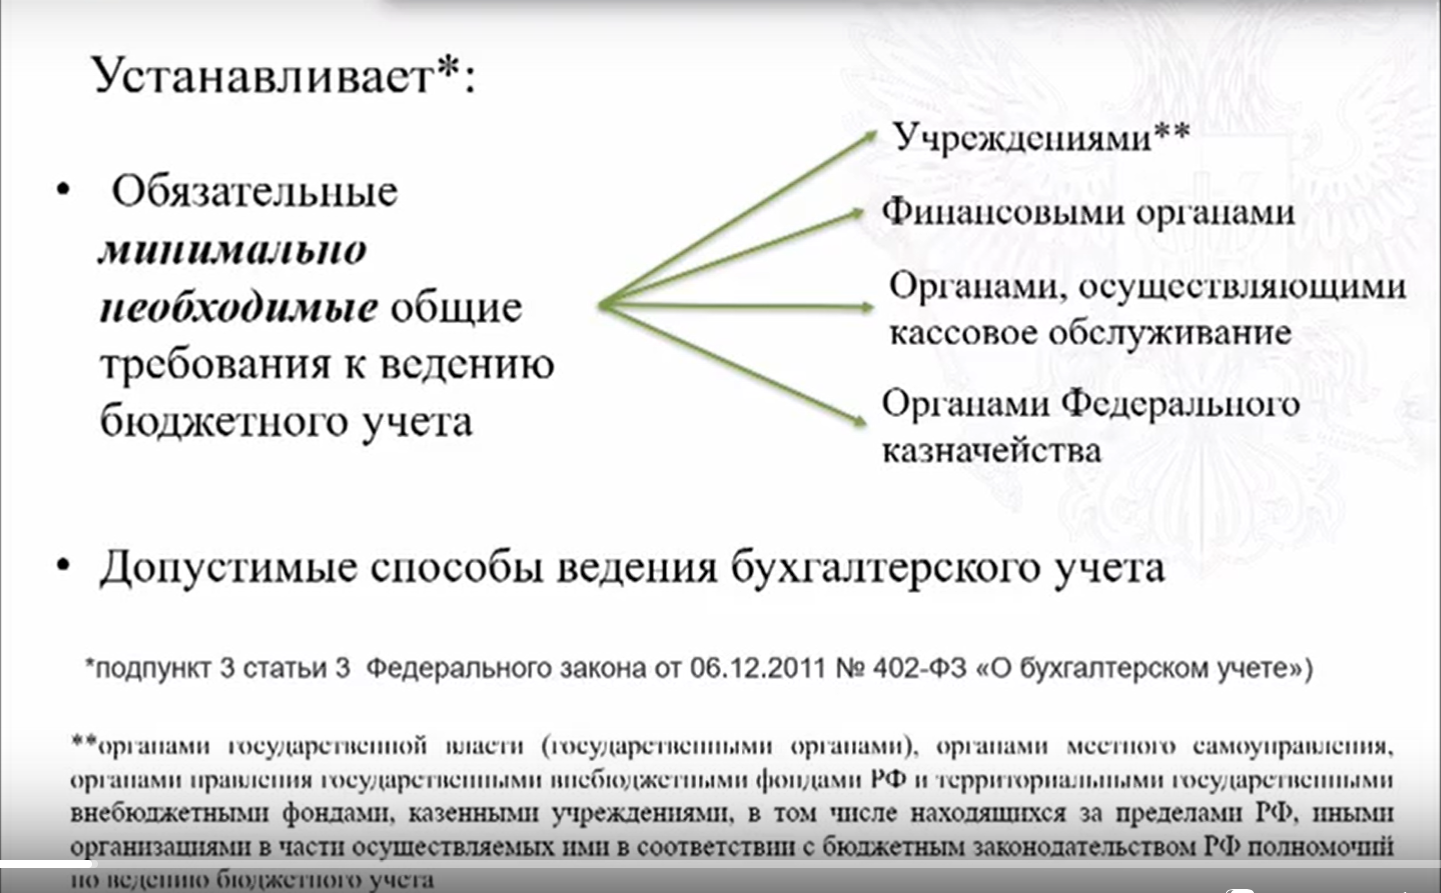 Устанавливает*:
• Обязательные
минимально
необходимые общие
требования к ведению
бюджетного учета
Учреждениями**
Финансовыми органами
Органами, осуществляющими
кассовое обслуживание
Органами Федерального
казначейства
• Допустимые способы ведения бухгалтерского учета
*подпункт 3 статьи 3 Федерального закона от 06.12.2011 № 402-ФЗ «О бухгалтерском учете»)
**органами государственной власти (государственными органами), органами местного самоуправления,
органами правления государственными внебюджетными фондами РФ и территориальными государственными
внебюджетными фондами, казенными учреждениями, в том числе находящихся за пределами РФ, иными
организациями в части осуществляемых ими в соответствии с бюджетным законодательством РФ полномочий
по ведению бюджетного учета